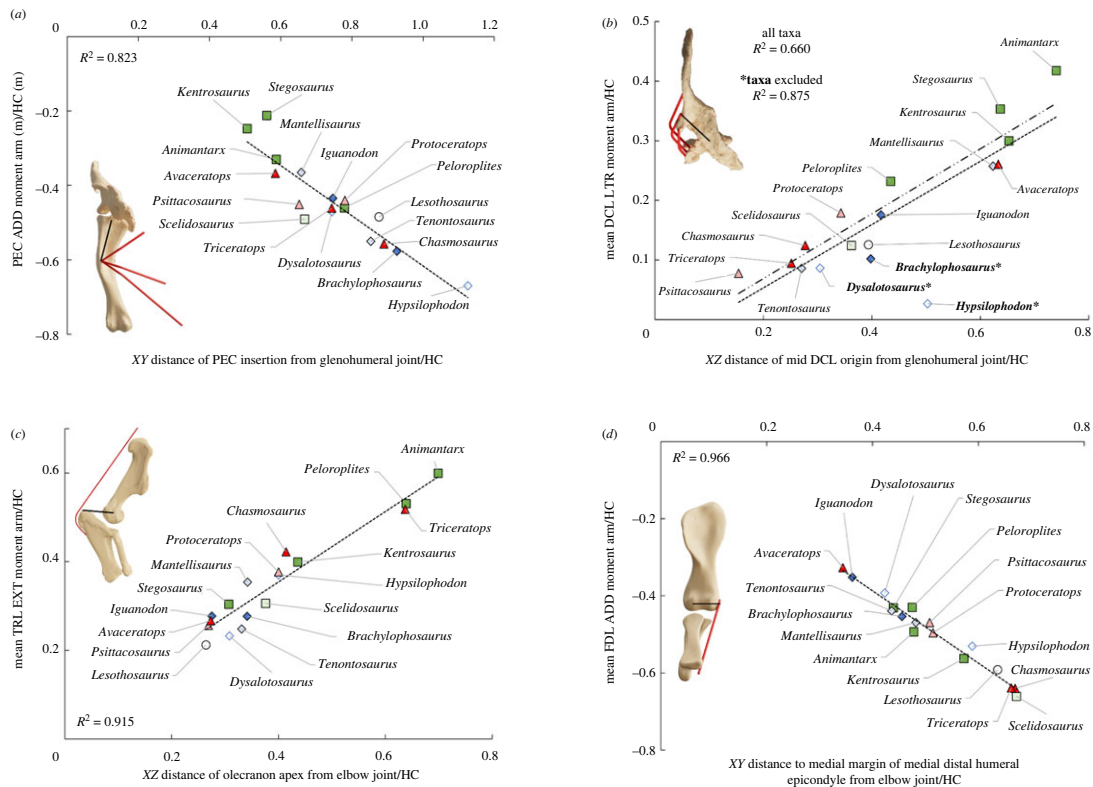 (a)
0 0.2 0.4 0.6 0.8 1.0 1.2
R² = 0.823
Kentrosaurus
Stegosaurus
Mantellisaurus
Animantarx
Iguanodon
Protoceratops
Avaceratops
Peloroplites
Psittacosaurus
Lesothosaurus
Scelidosaurus
Tenontosaurus
Triceratops
Chasmosaurus
Dysalotosaurus
Brachylophosaurus
Hypsilophodon
–0.2
–0.4
–0.6
–0.8
PEC ADD moment arm (m)/HC (m)
XY distance of PEC insertion from glenohumeral joint/HC
(b)
0.5
0.4
0.3
0.2
0.1
all taxa
R² = 0.660
*taxa excluded
R² = 0.875
Animantarx
Stegosaurus
Kentrosaurus
Mantellisaurus
Peloroplites
Protoceratops
Avaceratops
Scelidosaurus
Iguanodon
Chasmosaurus
Lesothosaurus
Triceratops
Brachylophosaurus*
Psittacosaurus
Dysalotosaurus*
Tenontosaurus
Hypsilophodon*
0 0.2 0.4 0.6 0.8
mean DCL LTR moment arm/HC
XZ distance of mid DCL origin from glenohumeral joint/HC
(c)
0.6
0.4
0.2
Animantarx
Peloroplites
Chasmosaurus
Triceratops
Protoceratops
Kentrosaurus
Mantellisaurus
Hypsilophodon
Stegosaurus
Scelidosaurus
Iguanodon
Avaceratops
Brachylophosaurus
Psittacosaurus
Tenontosaurus
Lesothosaurus
Dysalotosaurus
R² = 0.915
0 0.2 0.4 0.6 0.8
mean TRL EXT moment arm/HC
XZ distance of olecranon apex from elbow joint/HC
(d)
0 0.2 0.4 0.6 0.8
R² = 0.966
Dysalotosaurus
Iguanodon
Stegosaurus
Peloroplites
Avaceratops
Psittacosaurus
Tenontosaurus
Protoceratops
Brachylophosaurus
Mantellisaurus
Hypsilophodon
Animantarx
Chasmosaurus
Kentrosaurus
Lesothosaurus
Triceratops
Scelidosaurus
–0.2
–0.4
–0.6
–0.8
mean FDL ADD moment arm/HC
XY distance to medial margin of medial distal humeral
epicondyle from elbow joint/HC